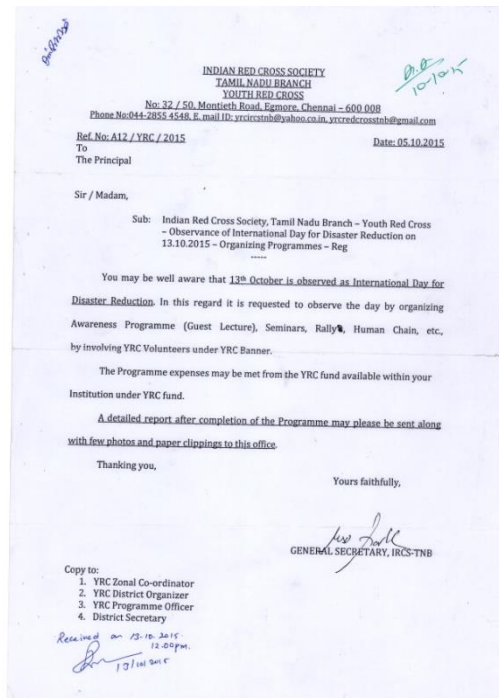 INDIAN RED CROSS SOCIETY
TAMIL NADU BRANCH
YOUTH RED CROSS
No: 32 / 50, Montieth Road, Egmore, Chennai – 600 008
Phone No:044-2855 4548, E. mail ID: yrcircstnb@yahoo.co.in, yrcredcrosstnb@gmail.com
10/10/15
Ref. No: A12 / YRC / 2015
Date: 05.10.2015
To
The Principal
Sir / Madam,
Sub: Indian Red Cross Society, Tamil Nadu Branch – Youth Red Cross
– Observance of International Day for Disaster Reduction on
13.10.2015 – Organizing Programmes – Reg
-----
You may be well aware that 13th October is observed as International Day for
Disaster Reduction. In this regard it is requested to observe the day by organizing
Awareness Programme (Guest Lecture), Seminars, Rally, Human Chain, etc.,
by involving YRC Volunteers under YRC Banner.
The Programme expenses may be met from the YRC fund available within your
Institution under YRC fund.
A detailed report after completion of the Programme may please be sent along
with few photos and paper clippings to this office.
Thanking you,
Yours faithfully,
GENERAL SECRETARY, IRCS-TNB
Copy to:
1. YRC Zonal Co-ordinator
2. YRC District Organizer
3. YRC Programme Officer
4. District Secretary
Received on 13.10.2015.
12.00pm.
13/10/2015